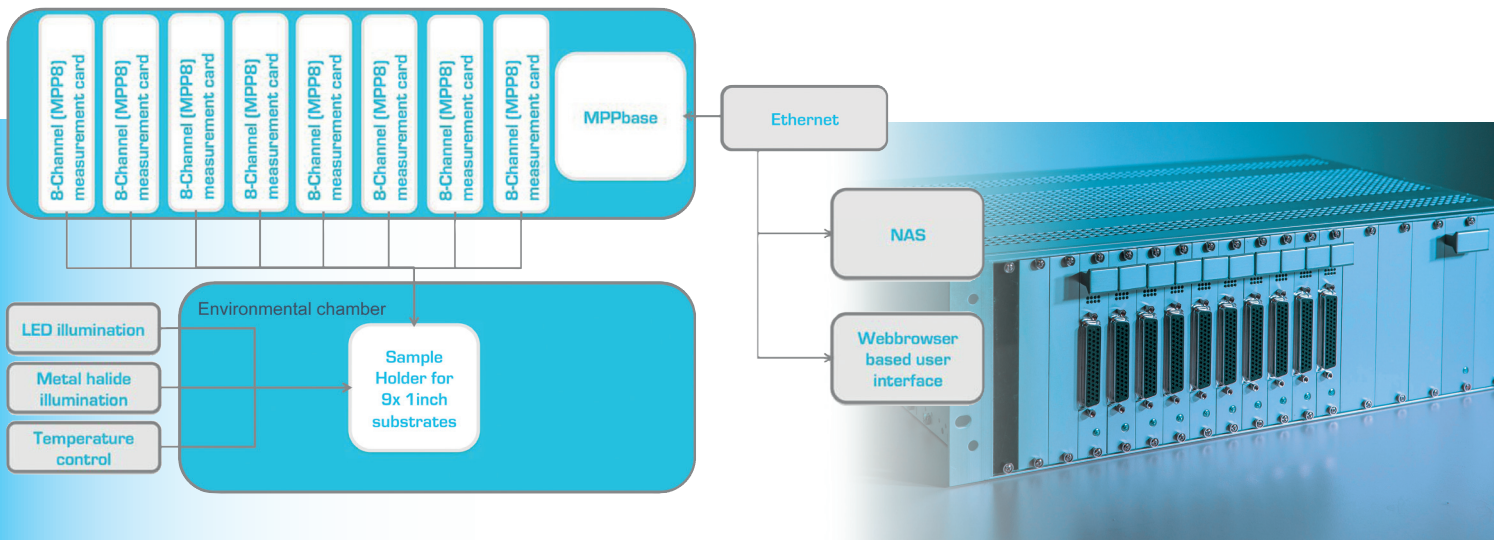 8-Channel (MPP8)
measurement card
8-Channel (MPP8)
measurement card
8-Channel (MPP8)
measurement card
8-Channel (MPP8)
measurement card
8-Channel (MPP8)
measurement card
8-Channel (MPP8)
measurement card
8-Channel (MPP8)
measurement card
8-Channel (MPP8)
measurement card
MPPbase
Ethernet
NAS
Webbrowser
based user
interface
Environmental chamber
LED illumination
Metal halide
illumination
Temperature
control
Sample
Holder for
9x 1inch
substrates